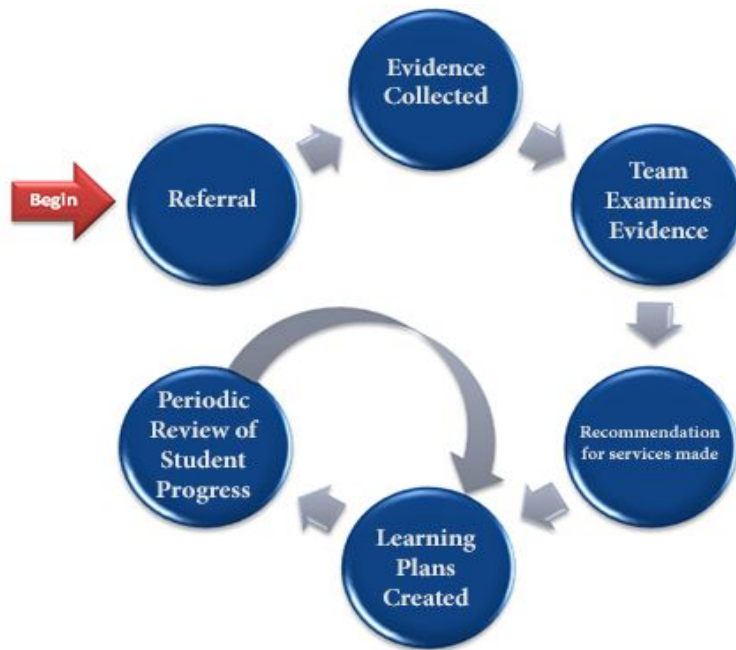 Begin
Referral
Evidence
Collected
Team
Examines
Evidence
Recommendation
for services made
Learning
Plans
Created
Periodic
Review of
Student
Progress